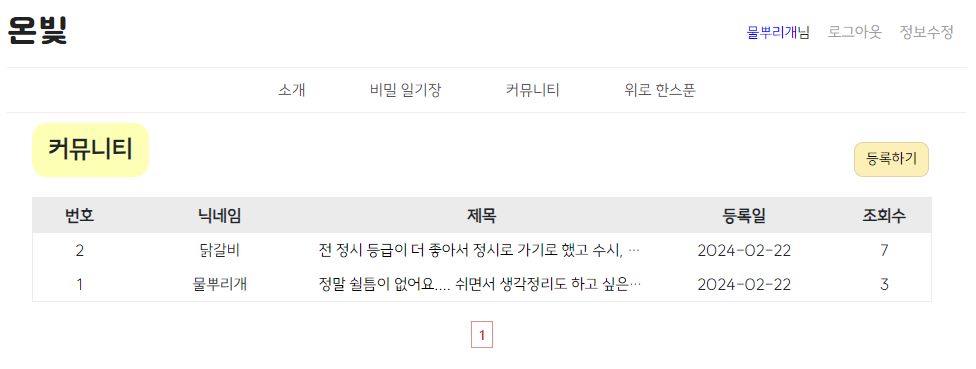 온빛
물뿌리개님 로그아웃 정보수정
소개 비밀 일기장 커뮤니티 위로 한스푼
커뮤니티
등록하기
번호 닉네임 제목 등록일 조회수
2 닭갈비 전 정시 등급이 더 좋아서 정시로 가기로 했고 수시, … 2024-02-22 7
1 물뿌리개 정말 쉴틈이 없어요.... 쉬면서 생각정리도 하고 싶은… 2024-02-22 3
1